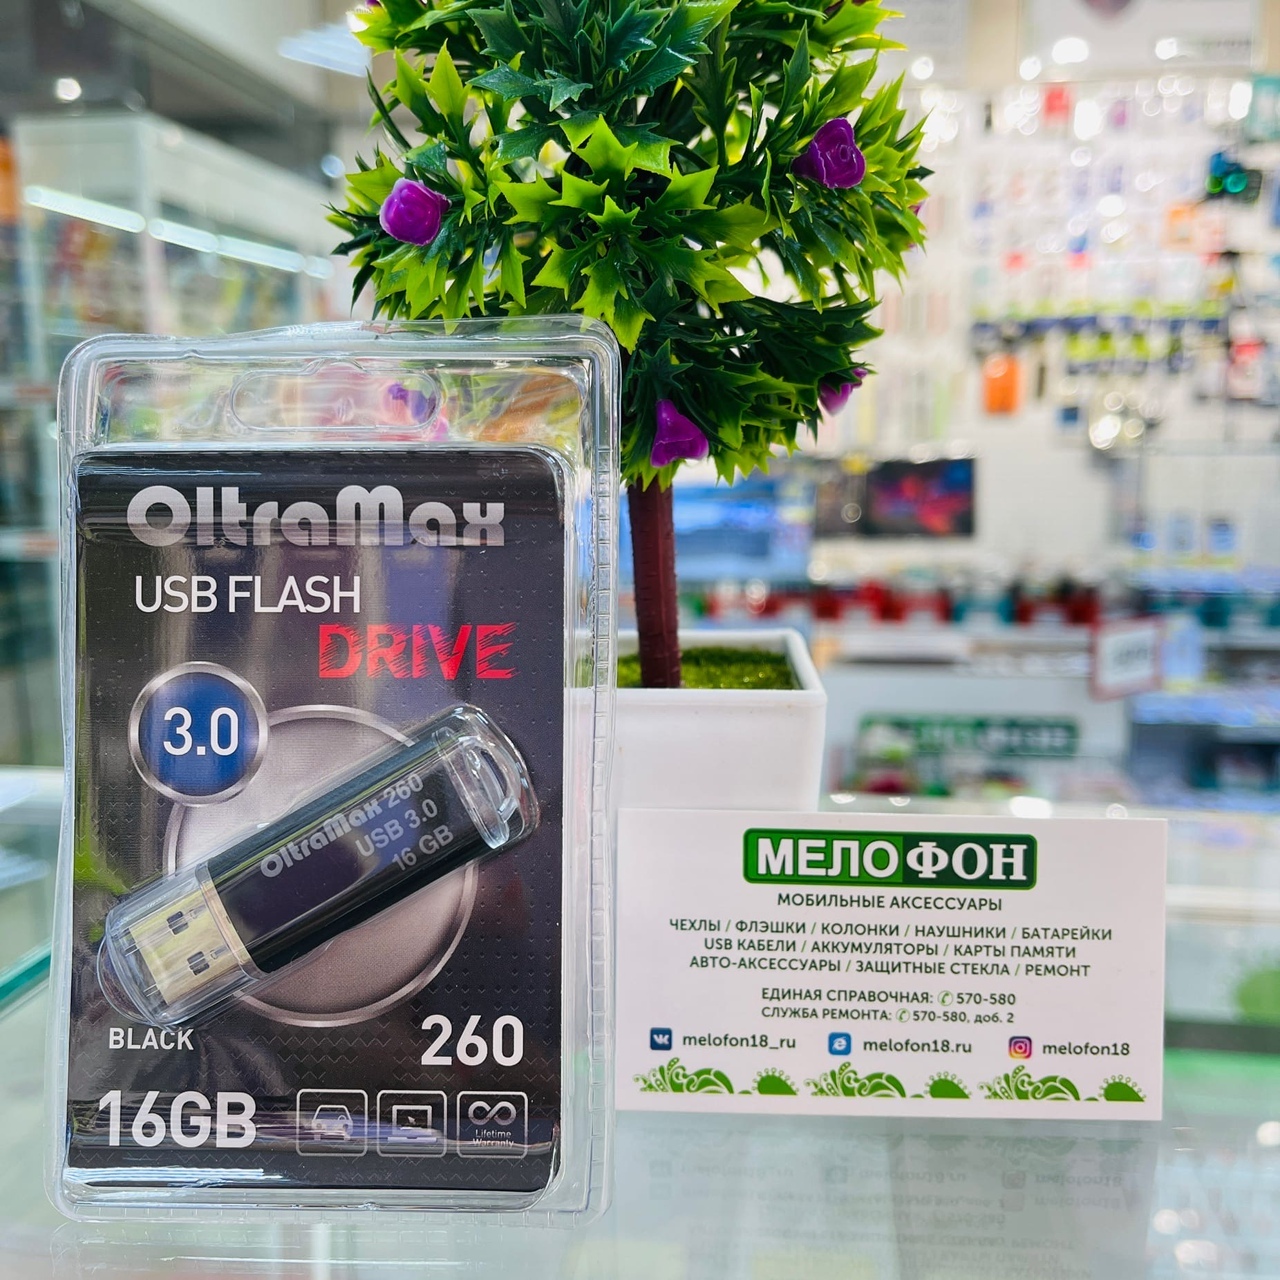 OltraMax
USB FLASH
DRIVE
3.0
OltraMax 260
USB 3.0
16 GB
BLACK
260
16GB
Lifetime
Warranty
МЕЛОФОН
МОБИЛЬНЫЕ АКСЕССУАРЫ
ЧЕХЛЫ / ФЛЭШКИ / КОЛОНКИ / НАУШНИКИ / БАТАРЕЙКИ
USB КАБЕЛИ / АККУМУЛЯТОРЫ / КАРТЫ ПАМЯТИ
АВТО-АКСЕССУАРЫ / ЗАЩИТНЫЕ СТЕКЛА / РЕМОНТ
ЕДИНАЯ СПРАВОЧНАЯ: 570-580
СЛУЖБА РЕМОНТА: 570-580, доб. 2
melofon18_ru melofon18.ru melofon18